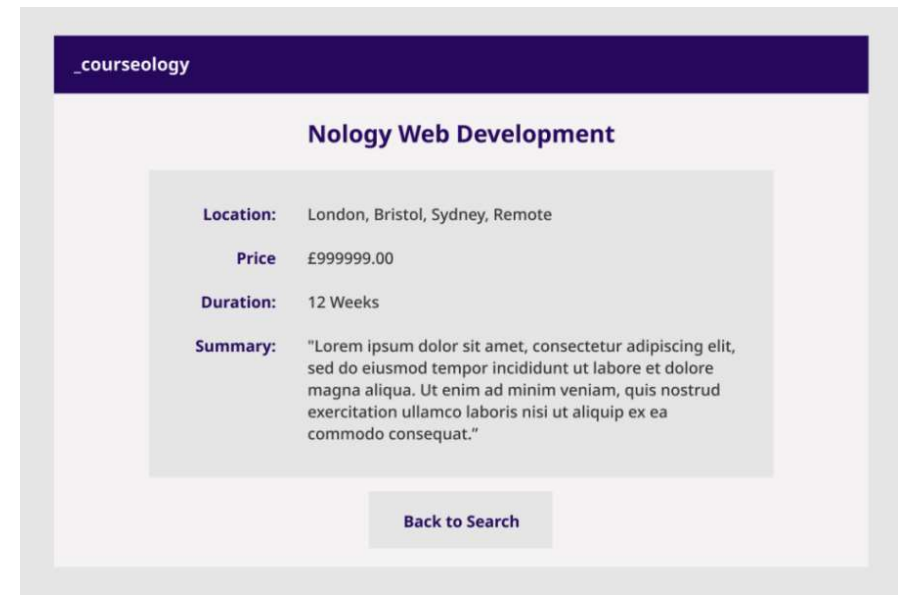 _courseology
Nology Web Development
Location: London, Bristol, Sydney, Remote
Price £999999.00
Duration: 12 Weeks
Summary: "Lorem ipsum dolor sit amet, consectetur adipiscing elit,
sed do eiusmod tempor incididunt ut labore et dolore
magna aliqua. Ut enim ad minim veniam, quis nostrud
exercitation ullamco laboris nisi ut aliquip ex ea
commodo consequat.”
Back to Search